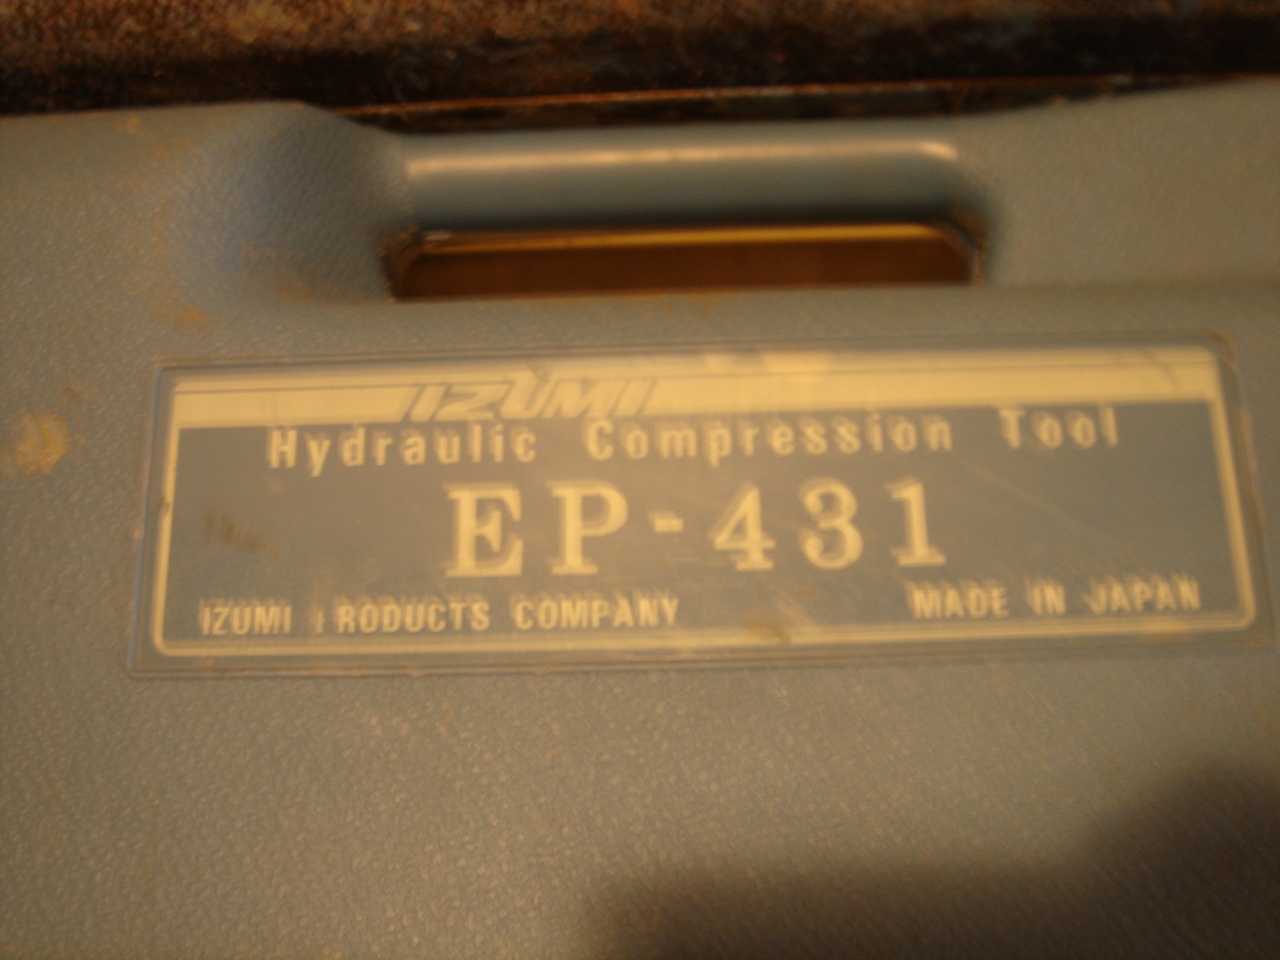 IZUMI
Hydraulic Compression Tool
EP-431
IZUMI PRODUCTS COMPANY MADE IN JAPAN